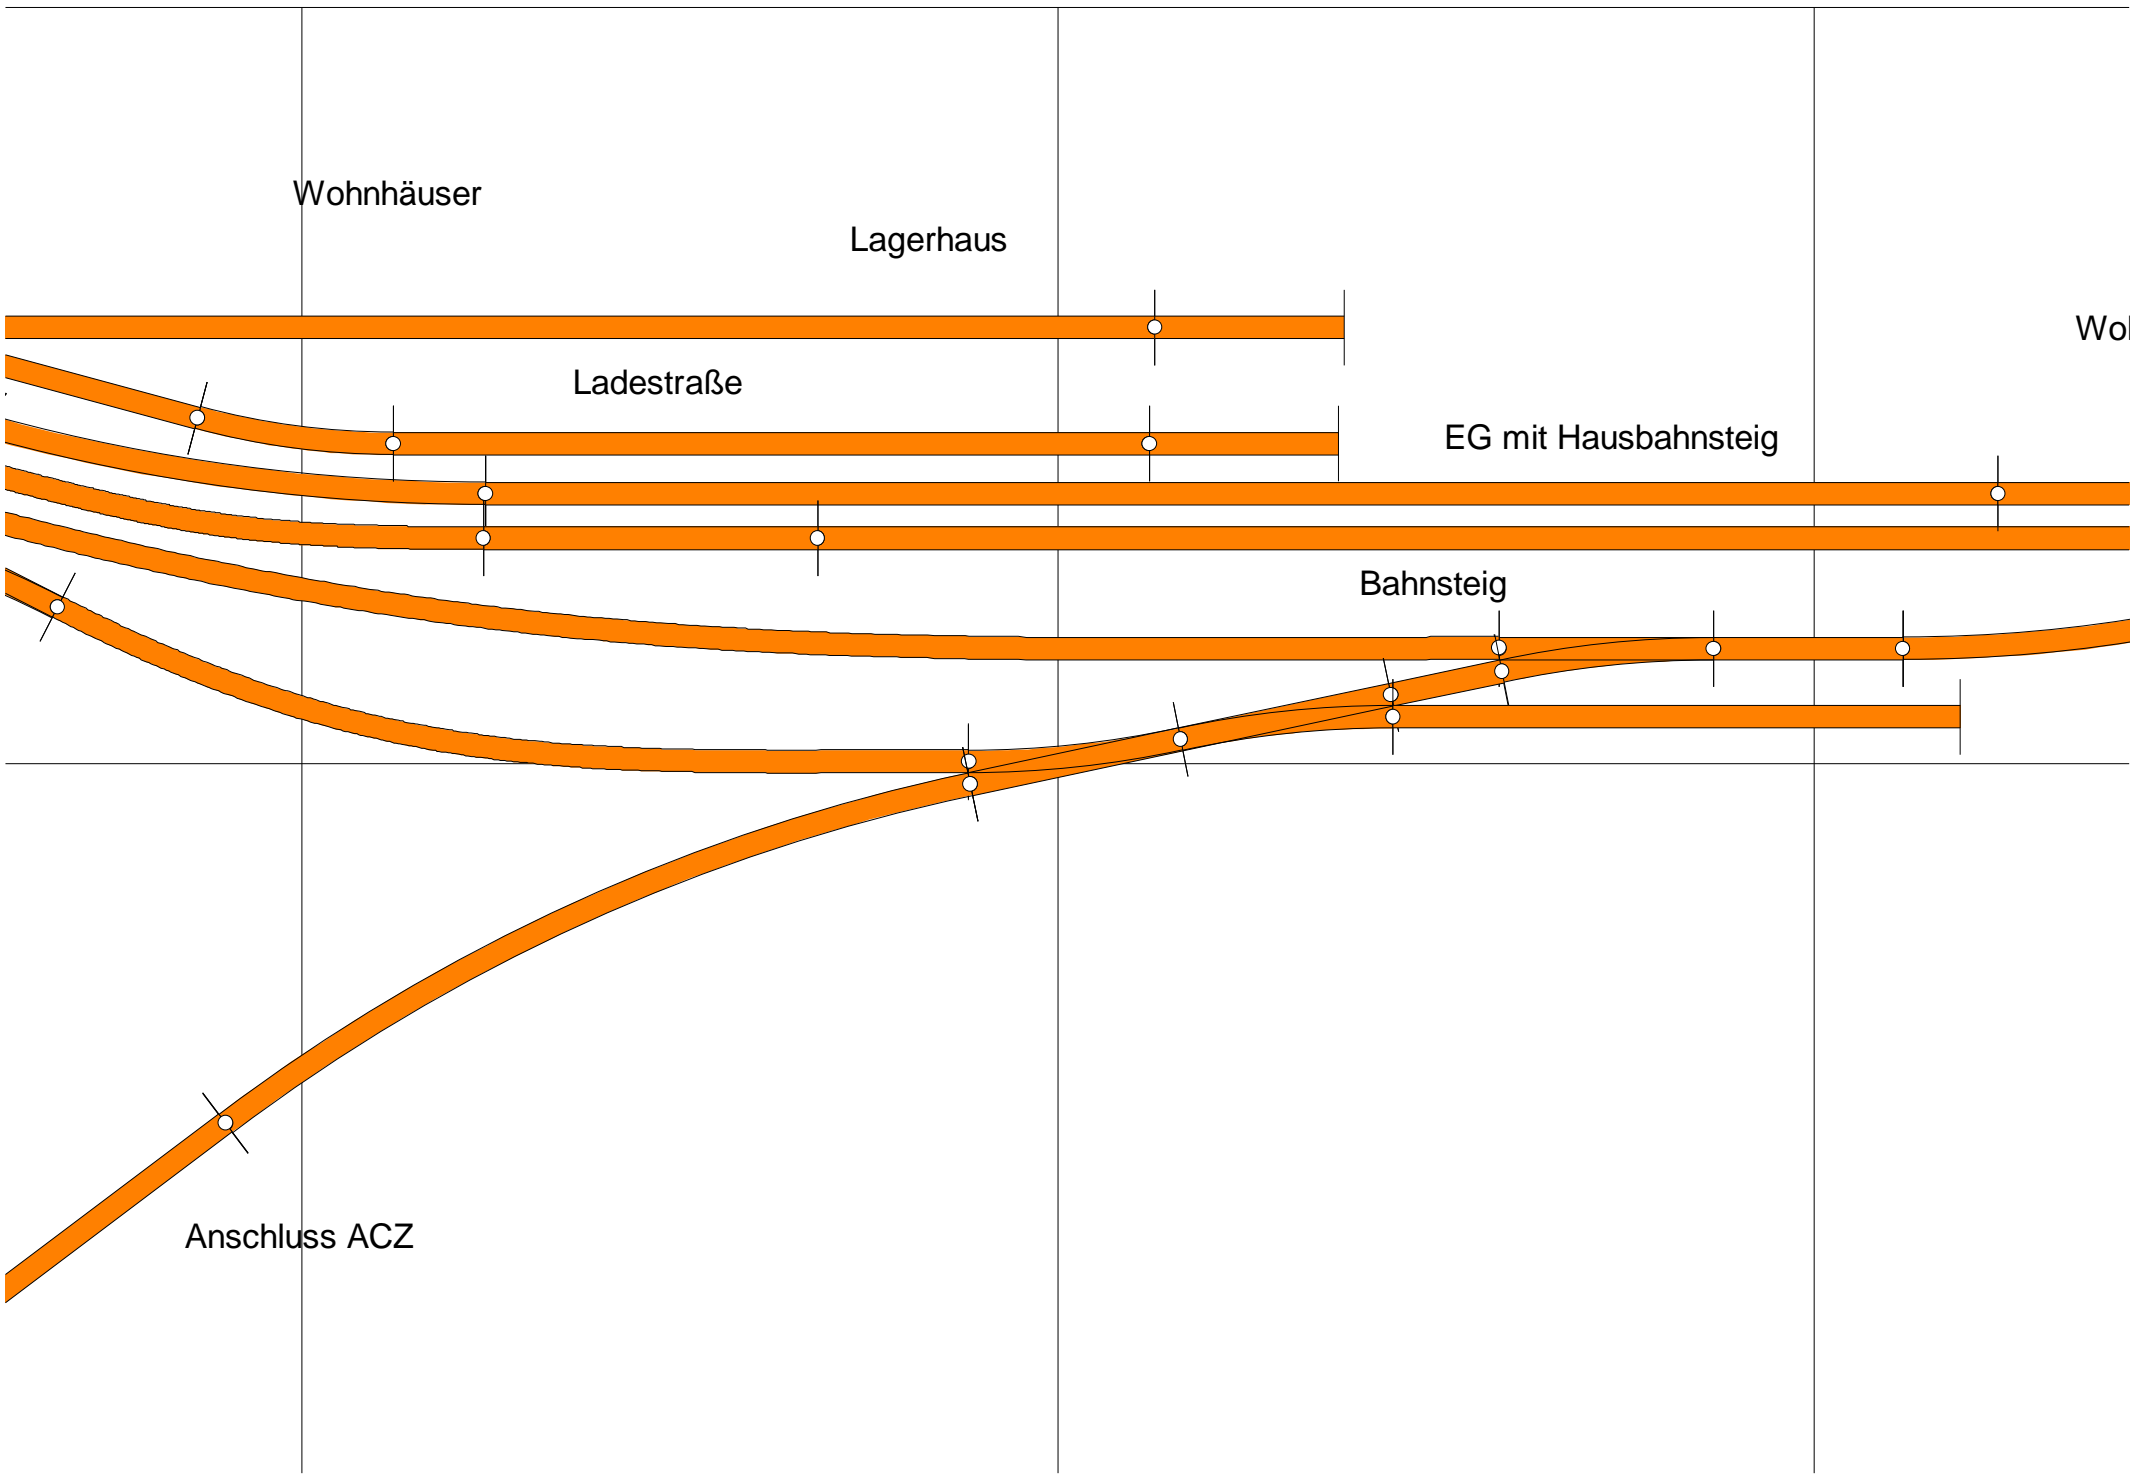 Wohnhäuser
Lagerhaus
Ladestraße
EG mit Hausbahnsteig
Bahnsteig
Anschluss ACZ